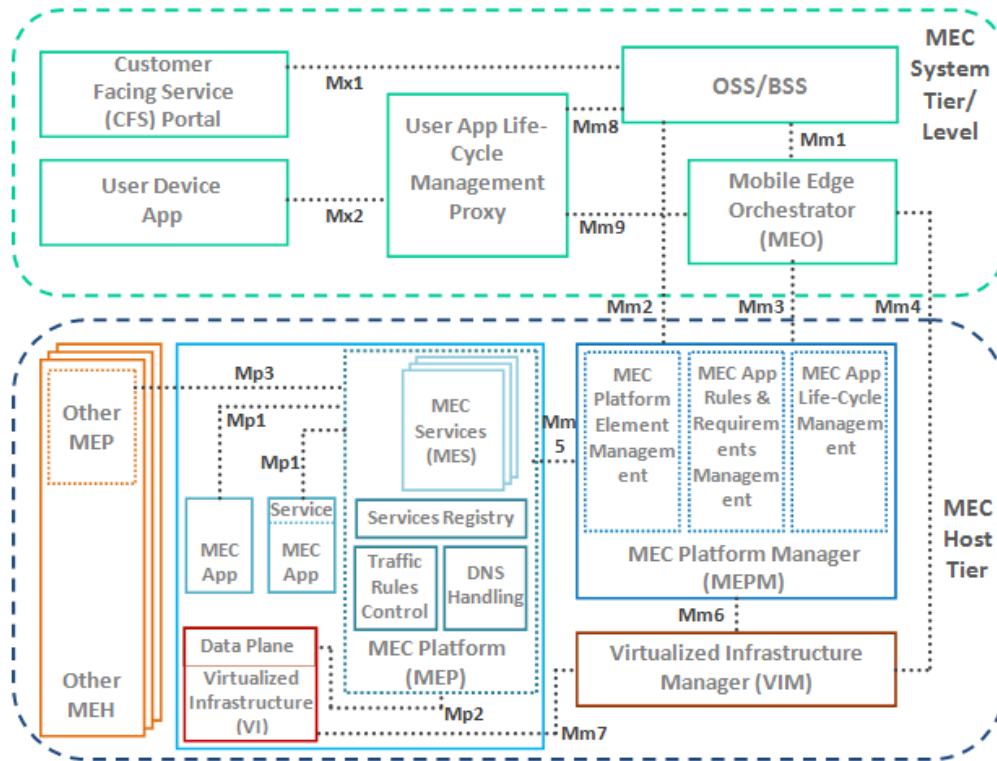 Customer
Facing Service
(CFS) Portal
Mx1
OSS/BSS
MEC
System
Tier/
Level
User App Life-
Cycle
Management
Proxy
Mm8
Mm1
User Device
App
Mx2
Mm9
Mobile Edge
Orchestrator
(MEO)
Mm2
Mm3
Mm4
Other
MEP
Mp3
Mp1
Mp1
MEC
Services
(MES)
Mm
5
MEC
Platform
Element
Managem
ent
MEC App
Rules &
Requirem
ents
Managem
ent
MEC App
Life-Cycle
Managem
ent
MEC
Host
Tier
MEC
App
Service
MEC
App
Services Registry
Traffic
Rules
Control
DNS
Handling
MEC Platform
(MEP)
MEC Platform Manager
(MEPM)
Mm6
Other
MEH
Data Plane
Virtualized
Infrastructure
(VI)
Mp2
Mm7
Virtualized Infrastructure
Manager (VIM)